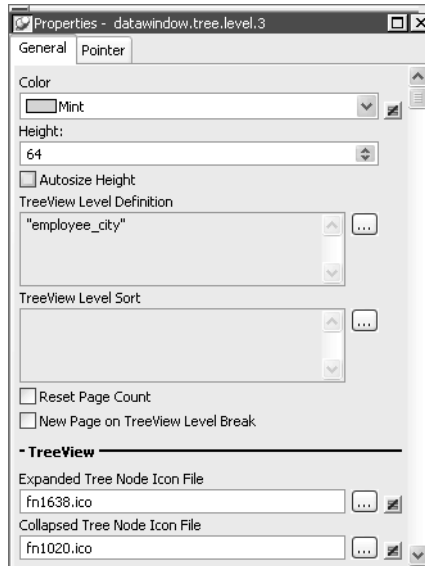 Properties - datawindow.tree.level.3
General Pointer
Color
Mint
Height:
64
Autosize Height
TreeView Level Definition
"employee_city"
...
TreeView Level Sort
...
Reset Page Count
New Page on TreeView Level Break
- TreeView
Expanded Tree Node Icon File
fn1638.ico ...
Collapsed Tree Node Icon File
fn1020.ico ...